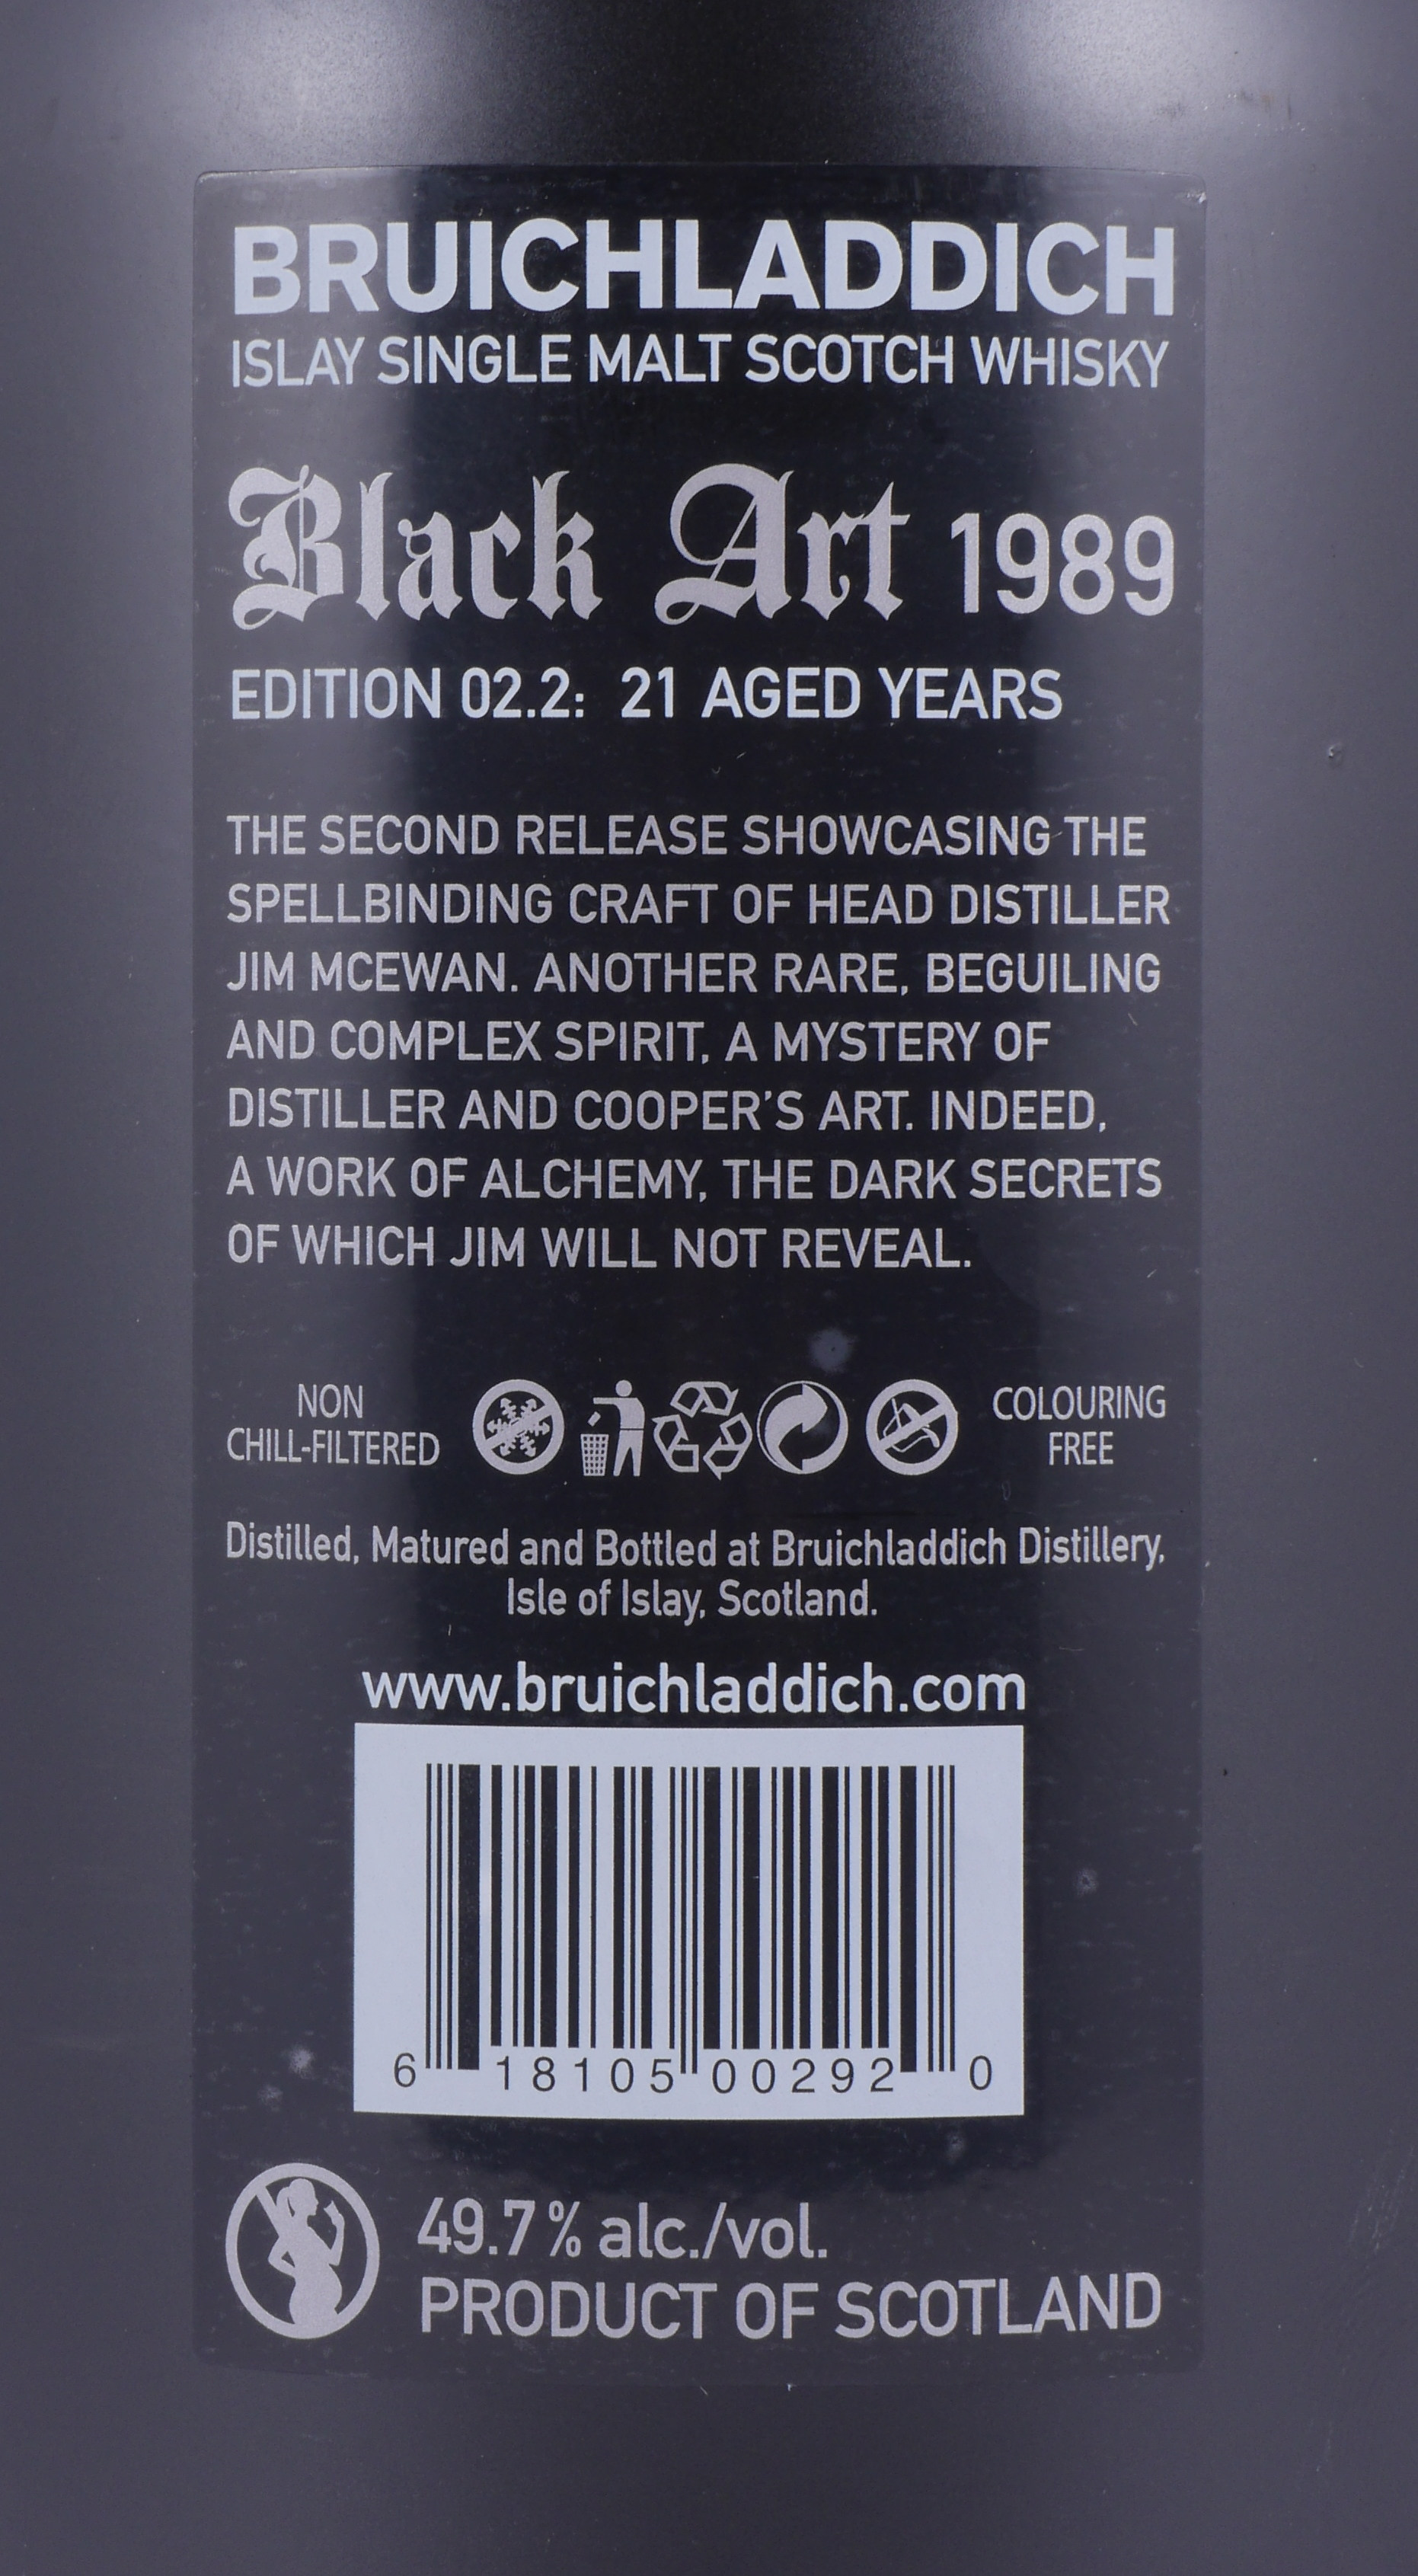 BRUICHLADDICH
ISLAY SINGLE MALT SCOTCH WHISKY
Black Art 1989
EDITION 02.2: 21 AGED YEARS
THE SECOND RELEASE SHOWCASING THE
SPELLBINDING CRAFT OF HEAD DISTILLER
JIM MCEWAN. ANOTHER RARE, BEGUILING
AND COMPLEX SPIRIT, A MYSTERY OF
DISTILLER AND COOPER'S ART. INDEED,
A WORK OF ALCHEMY, THE DARK SECRETS
OF WHICH JIM WILL NOT REVEAL.
NON
CHILL-FILTERED
COLOURING
FREE
Distilled, Matured and Bottled at Bruichladdich Distillery,
Isle of Islay, Scotland.
www.bruichladdich.com
6 18105 00292 0
49.7% alc./vol.
PRODUCT OF SCOTLAND